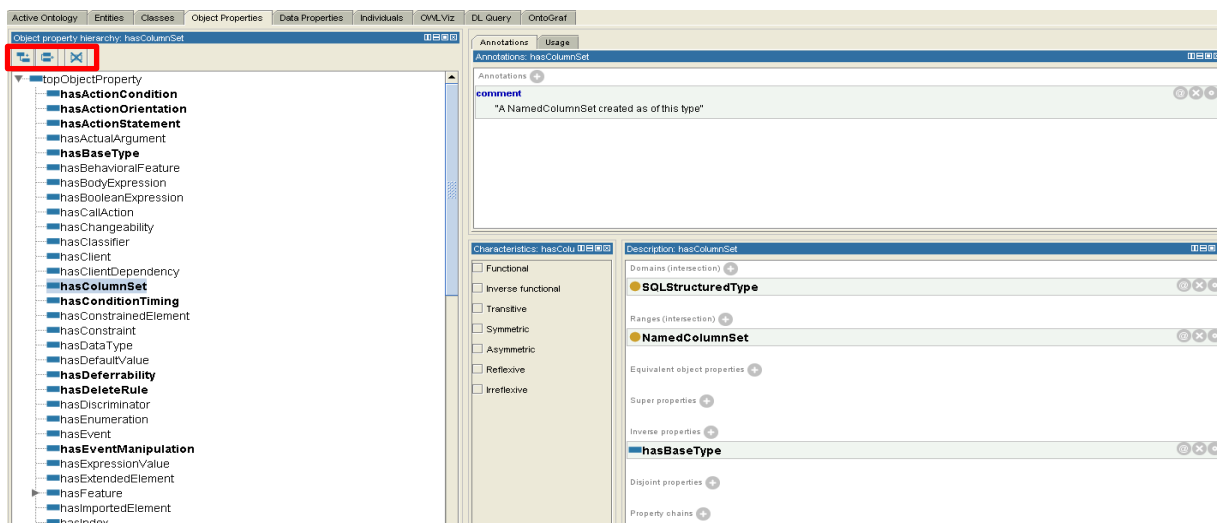 Active Ontology Entities Classes Object Properties Data Properties Individuals OWLViz DL Query OntoGraf
Object property hierarchy: hasColumnSet
topObjectProperty
hasActionCondition
hasActionOrientation
hasActionStatement
hasActualArgument
hasBaseType
hasBehavioralFeature
hasBodyExpression
hasBooleanExpression
hasCallAction
hasChangeability
hasClassifier
hasClient
hasClientDependency
hasColumnSet
hasConditionTiming
hasConstrainedElement
hasConstraint
hasDataType
hasDefaultValue
hasDeferrability
hasDeleteRule
hasDiscriminator
hasEnumeration
hasEvent
hasEventManipulation
hasExpressionValue
hasExtendedElement
hasFeature
hasImportedElement
hasIndex
Annotations Usage
Annotations: hasColumnSet
Annotations
comment
"A NamedColumnSet created as of this type"
Characteristics: hasColu
Functional
Inverse functional
Transitive
Symmetric
Asymmetric
Reflexive
Irreflexive
Description: hasColumnSet
Domains (intersection)
SQLStructuredType
Ranges (intersection)
NamedColumnSet
Equivalent object properties
Super properties
Inverse properties
hasBaseType
Disjoint properties
Property chains